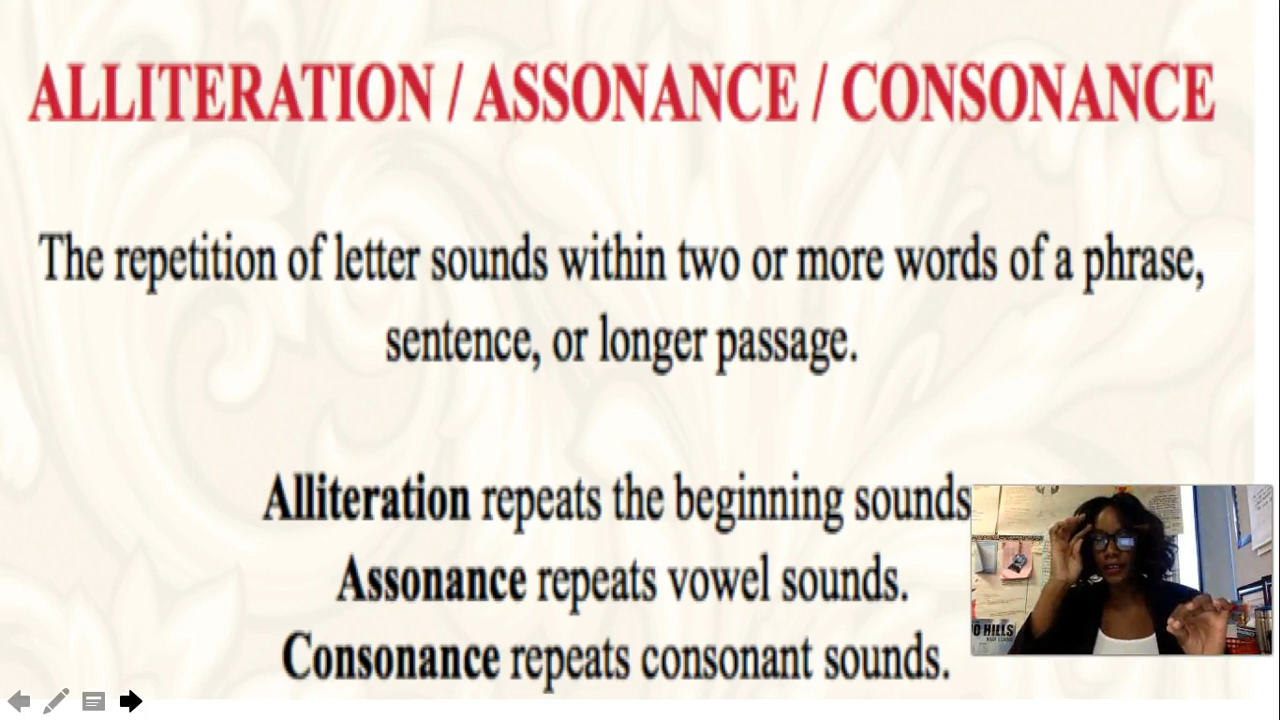 ALLITERATION / ASSONANCE / CONSONANCE
The repetition of letter sounds within two or more words of a phrase,
sentence, or longer passage.
Alliteration repeats the beginning sounds
Assonance repeats vowel sounds.
Consonance repeats consonant sounds.
O HILLS